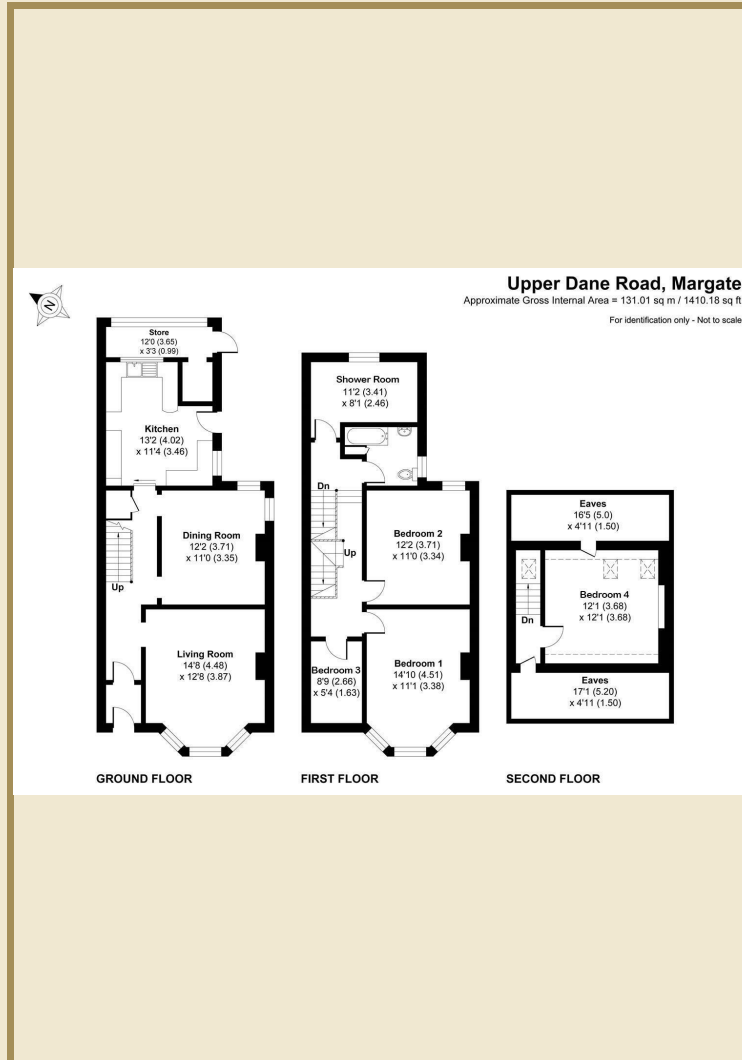 Upper Dane Road, Margate
Approximate Gross Internal Area = 131.01 sq m / 1410.18 sq ft
For identification only - Not to scale
N
Store
12'0 (3.65)
x 3'3 (0.99)
Kitchen
13'2 (4.02)
x 11'4 (3.46)
Dining Room
12'2 (3.71)
x 11'0 (3.35)
Up
Living Room
14'8 (4.48)
x 12'8 (3.87)
GROUND FLOOR
Shower Room
11'2 (3.41)
x 8'1 (2.46)
Dn
Up
Bedroom 2
12'2 (3.71)
x 11'0 (3.34)
Bedroom 3
8'9 (2.66)
x 5'4 (1.63)
Bedroom 1
14'10 (4.51)
x 11'1 (3.38)
FIRST FLOOR
Eaves
16'5 (5.0)
x 4'11 (1.50)
Bedroom 4
12'1 (3.68)
x 12'1 (3.68)
Dn
Eaves
17'1 (5.20)
x 4'11 (1.50)
SECOND FLOOR